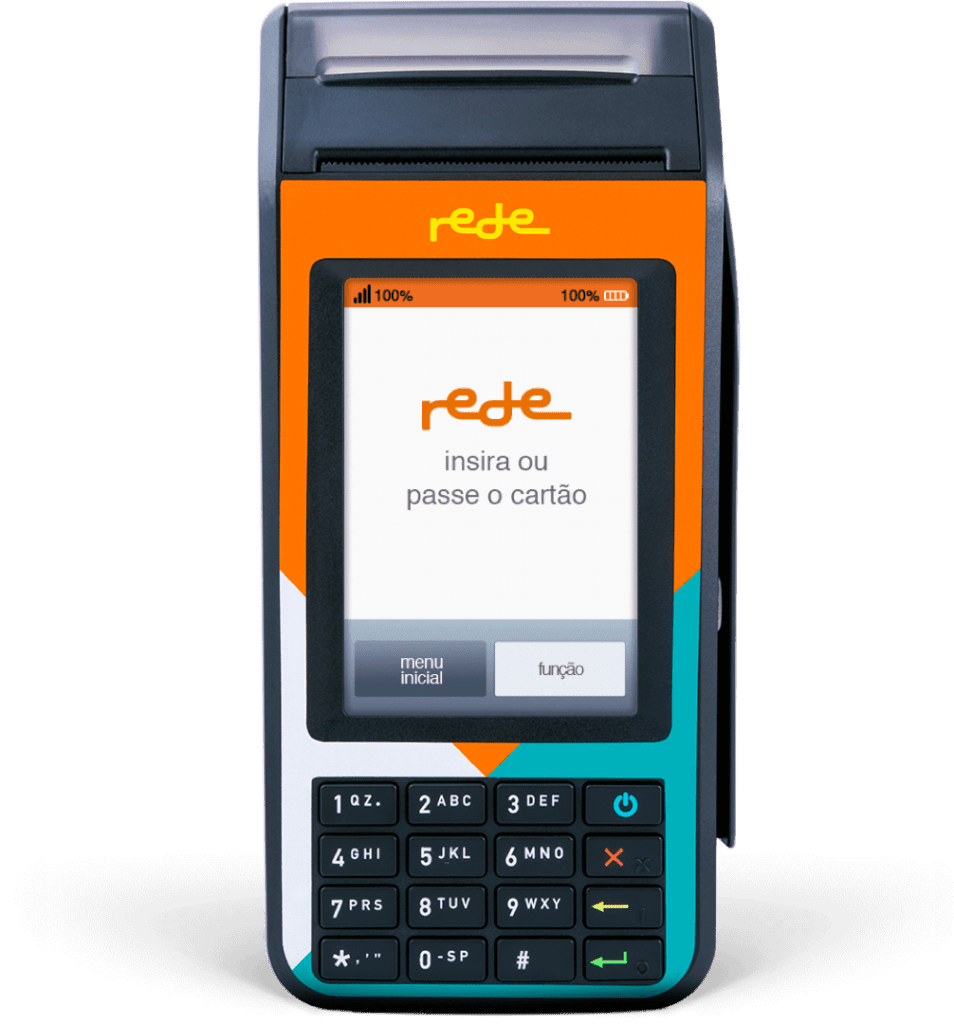 rede
100% 100%
rede
insira ou
passe o cartão
menu
inicial
função
1 QZ. 2 ABC 3 DEF
4 GHI 5 JKL 6 MNO
7 PRS 8 TUV 9 WXY
* , ' " 0 -SP #